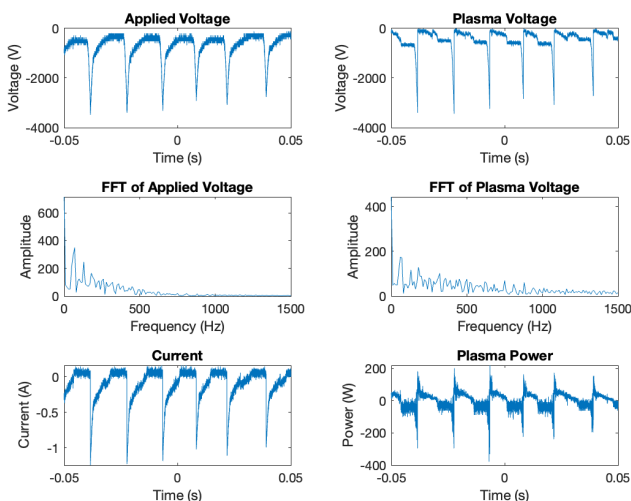 Applied Voltage
0
-2000
-4000
Voltage (V)
-0.05 0 0.05
Time (s)
Plasma Voltage
0
-2000
-4000
Voltage (V)
-0.05 0 0.05
Time (s)
FFT of Applied Voltage
600
400
200
0
Amplitude
0 500 1000 1500
Frequency (Hz)
FFT of Plasma Voltage
400
200
0
Amplitude
0 500 1000 1500
Frequency (Hz)
Current
0
-0.5
-1
Current (A)
-0.05 0 0.05
Time (s)
Plasma Power
200
0
-200
-400
Power (W)
-0.05 0 0.05
Time (s)